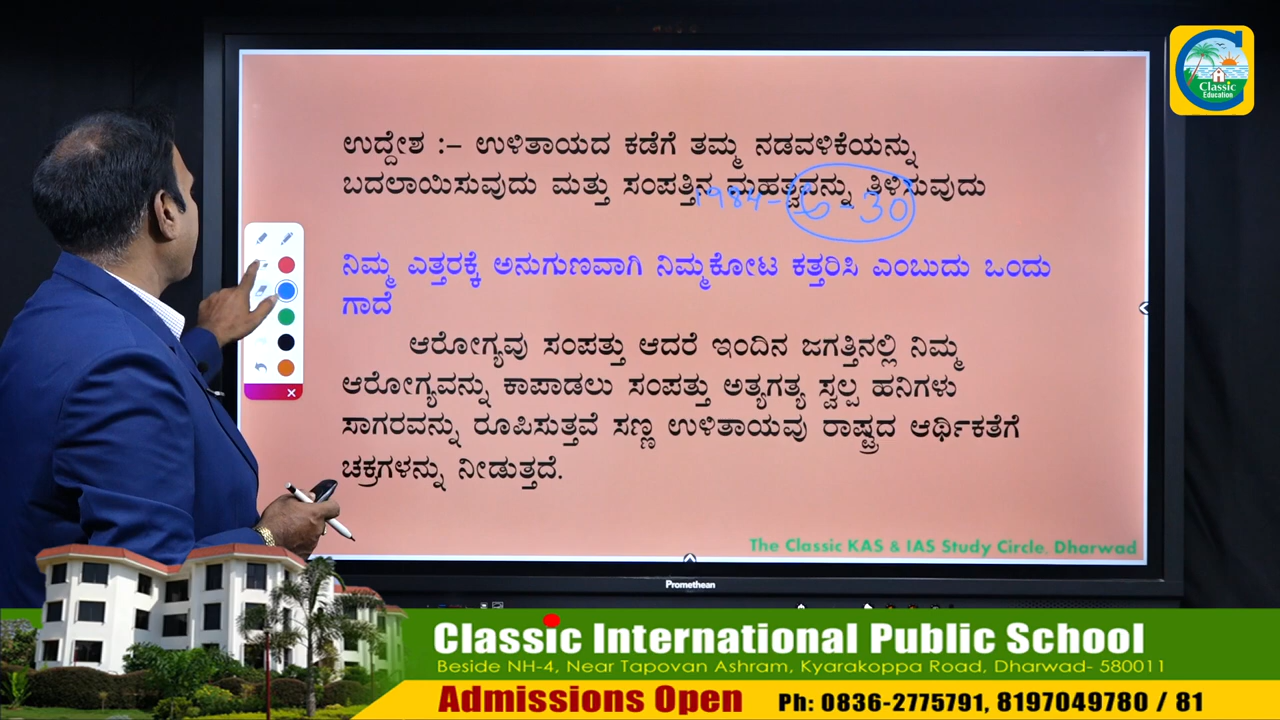 ಉದ್ದೇಶ :– ಉಳಿತಾಯದ ಕಡೆಗೆ ತಮ್ಮ ನಡವಳಿಕೆಯನ್ನು
ಬದಲಾಯಿಸುವುದು ಮತ್ತು ಸಂಪತ್ತಿನ ಮಹತ್ವವನ್ನು ತಿಳಿಸುವುದು
1984-
30
ನಿಮ್ಮ ಎತ್ತರಕ್ಕೆ ಅನುಗುಣವಾಗಿ ನಿಮ್ಮಕೋಟ ಕತ್ತರಿಸಿ ಎಂಬುದು ಒಂದು
ಗಾದೆ
ಆರೋಗ್ಯವು ಸಂಪತ್ತು ಆದರೆ ಇಂದಿನ ಜಗತ್ತಿನಲ್ಲಿ ನಿಮ್ಮ
ಆರೋಗ್ಯವನ್ನು ಕಾಪಾಡಲು ಸಂಪತ್ತು ಅತ್ಯಗತ್ಯ ಸ್ವಲ್ಪ ಹನಿಗಳು
ಸಾಗರವನ್ನು ರೂಪಿಸುತ್ತವೆ ಸಣ್ಣ ಉಳಿತಾಯವು ರಾಷ್ಟ್ರದ ಆರ್ಥಿಕತೆಗೆ
ಚಕ್ರಗಳನ್ನು ನೀಡುತ್ತದೆ.
The Classic KAS & IAS Study Circle, Dharwad
Promethean
Classic
Education
Classic International Public School
Beside NH-4, Near Tapovan Ashram, Kyarakoppa Road, Dharwad- 580011
Admissions Open Ph: 0836-2775791, 8197049780 / 81